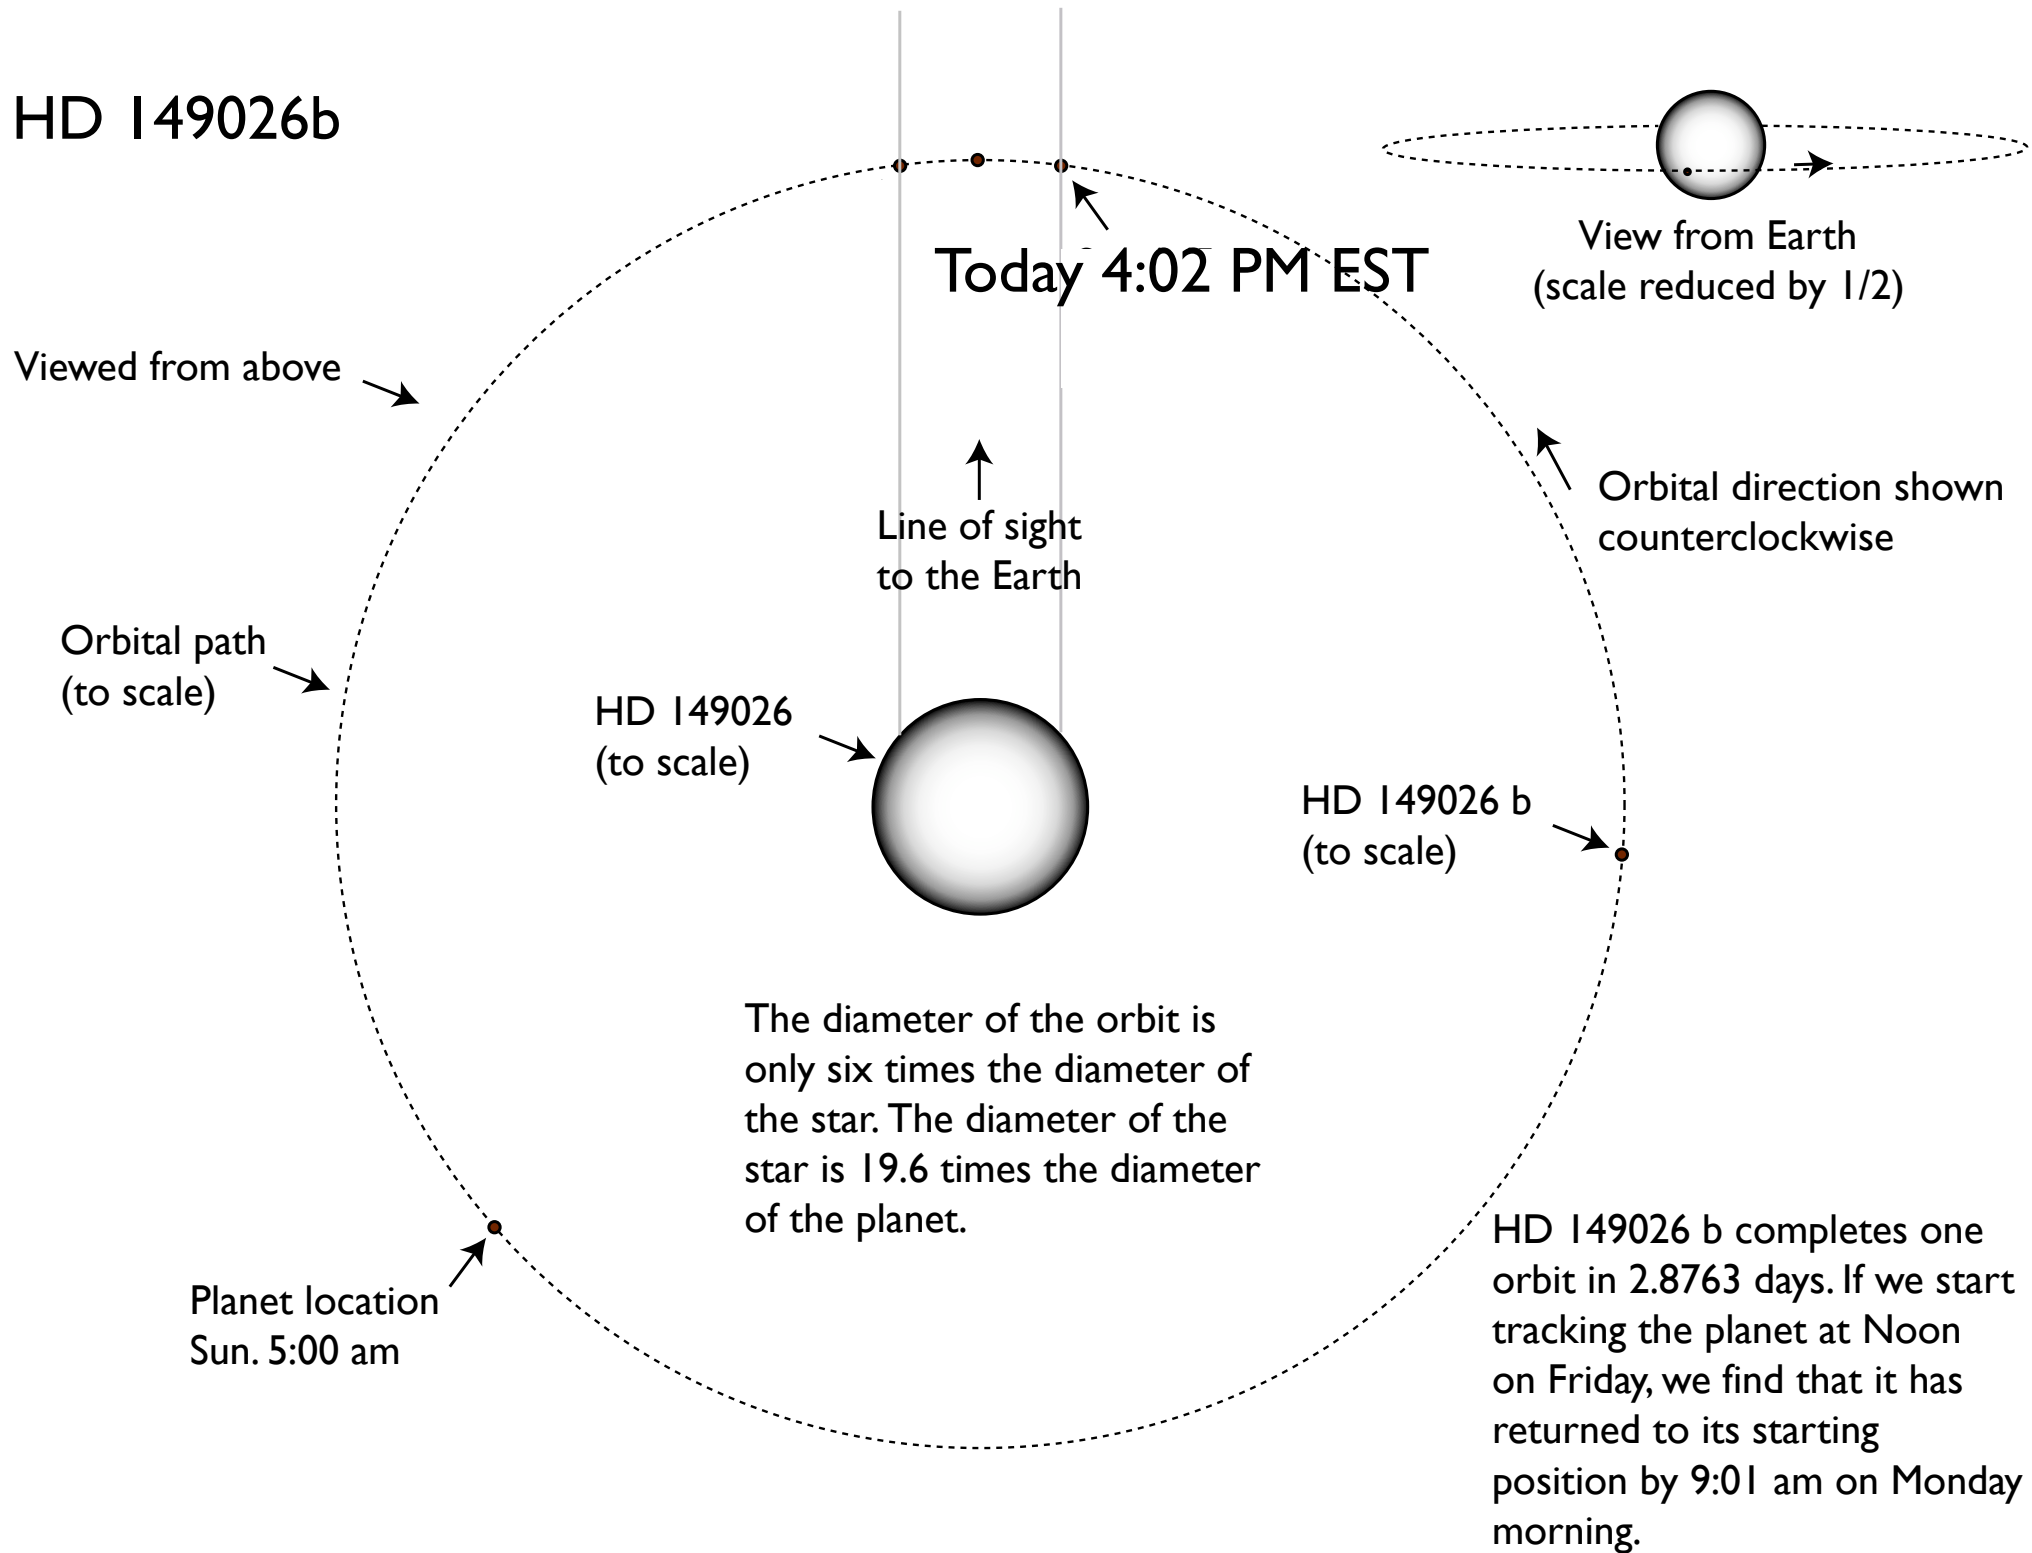 HD 149026b
Today 4:02 PM EST
View from Earth
(scale reduced by 1/2)
Viewed from above
Line of sight
to the Earth
Orbital direction shown
counterclockwise
Orbital path
(to scale)
HD 149026
(to scale)
HD 149026 b
(to scale)
The diameter of the orbit is
only six times the diameter of
the star. The diameter of the
star is 19.6 times the diameter
of the planet.
Planet location
Sun. 5:00 am
HD 149026 b completes one
orbit in 2.8763 days. If we start
tracking the planet at Noon
on Friday, we find that it has
returned to its starting
position by 9:01 am on Monday
morning.